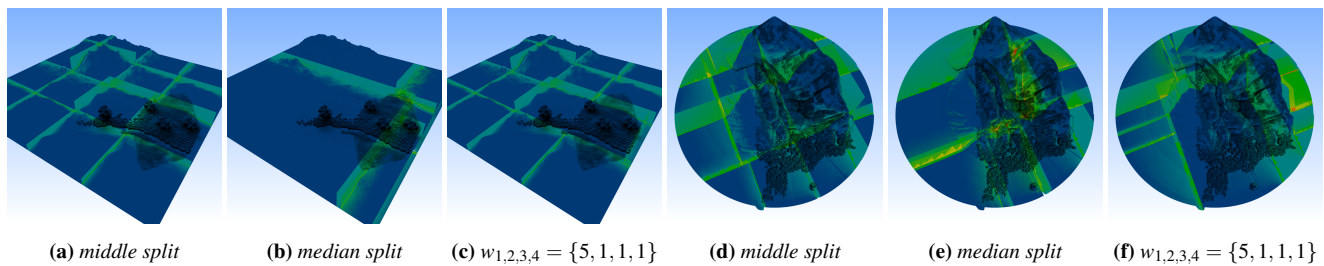 (a) middle split
(b) median split
(c) w1,2,3,4 = {5,1,1,1}
(d) middle split
(e) median split
(f) w1,2,3,4 = {5,1,1,1}